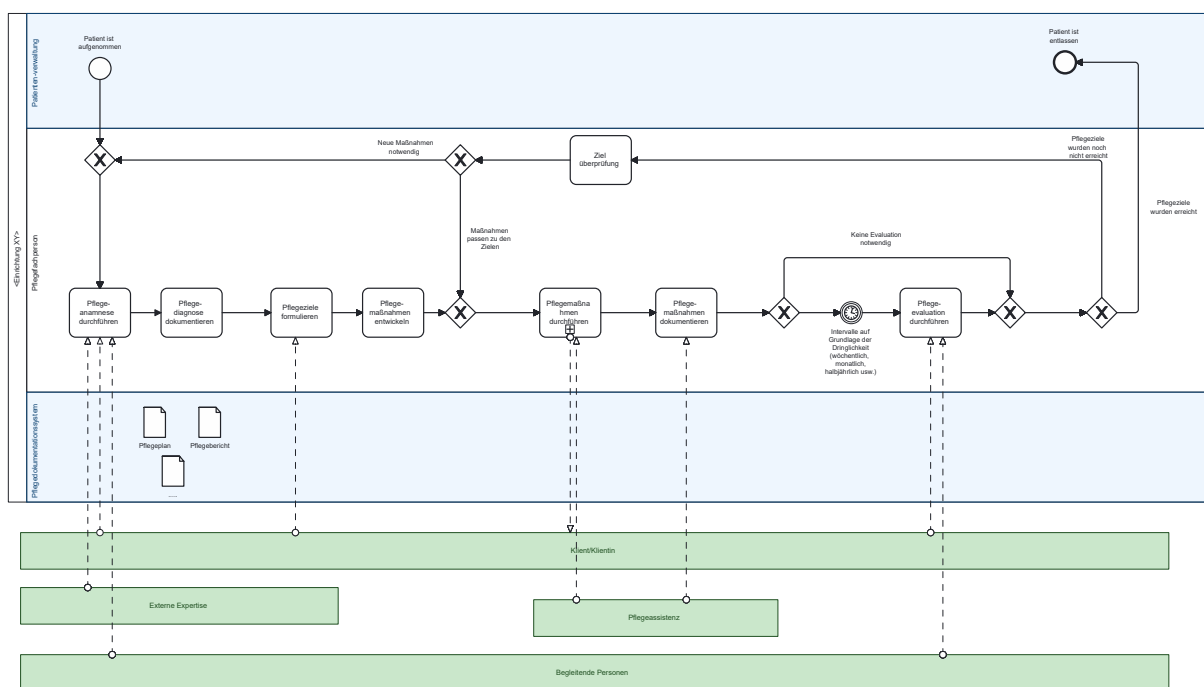 Patient ist
aufgenommen
Patient ist
entlassen
Patienten-verwaltung
<Einrichtung XY>
Pflegefachperson
Neue Maßnahmen
notwendig
Ziel
überprüfung
Pflegeziele
wurden noch
nicht erreicht
Pflegeziele
wurden erreicht
Maßnahmen
passen zu den
Zielen
Keine Evaluation
notwendig
Pflege-
anamnese
durchführen
Pflege-
diagnose
dokumentieren
Pflegeziele
formulieren
Pflege-
maßnahmen
entwickeln
Pflegemaßna
hmen
durchführen
Pflege-
maßnahmen
dokumentieren
Intervalle auf
Grundlage der
Dringlichkeit
(wöchentlich,
monatlich,
halbjährlich usw.)
Pflege-
evaluation
durchführen
Pflegedokumentationssystem
Pflegeplan
Pflegebericht
.....
Klient/Klientin
Externe Expertise
Pflegeassistenz
Begleitende Personen